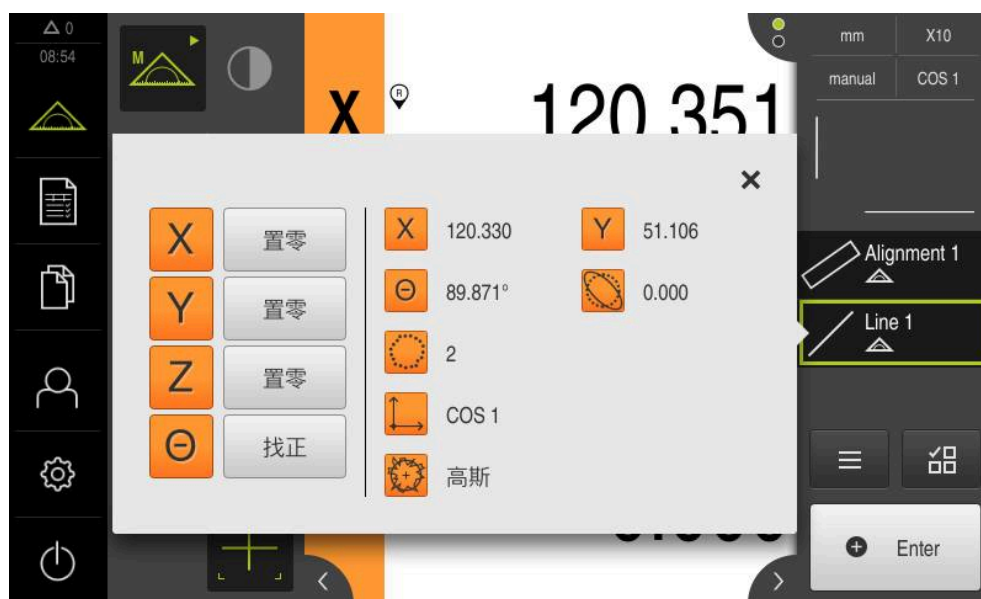 0
08:54
M
X
R
120.351
mm
X10
manual
COS 1
X 置零
Y 置零
Z 置零
Θ 找正
X 120.330
Y 51.106
Θ 89.871°
0.000
2
COS 1
高斯
Alignment 1
Line 1
Enter